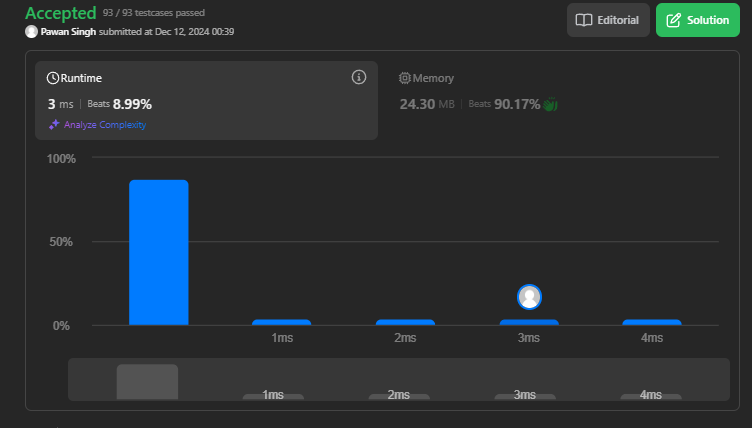 Accepted 93 / 93 testcases passed
Editorial
Solution
Pawan Singh submitted at Dec 12, 2024 00:39
Runtime
Memory
3 ms | Beats 8.99%
24.30 MB | Beats 90.17%
Analyze Complexity
100%
50%
0%
1ms 2ms 3ms 4ms
1ms 2ms 3ms 4ms